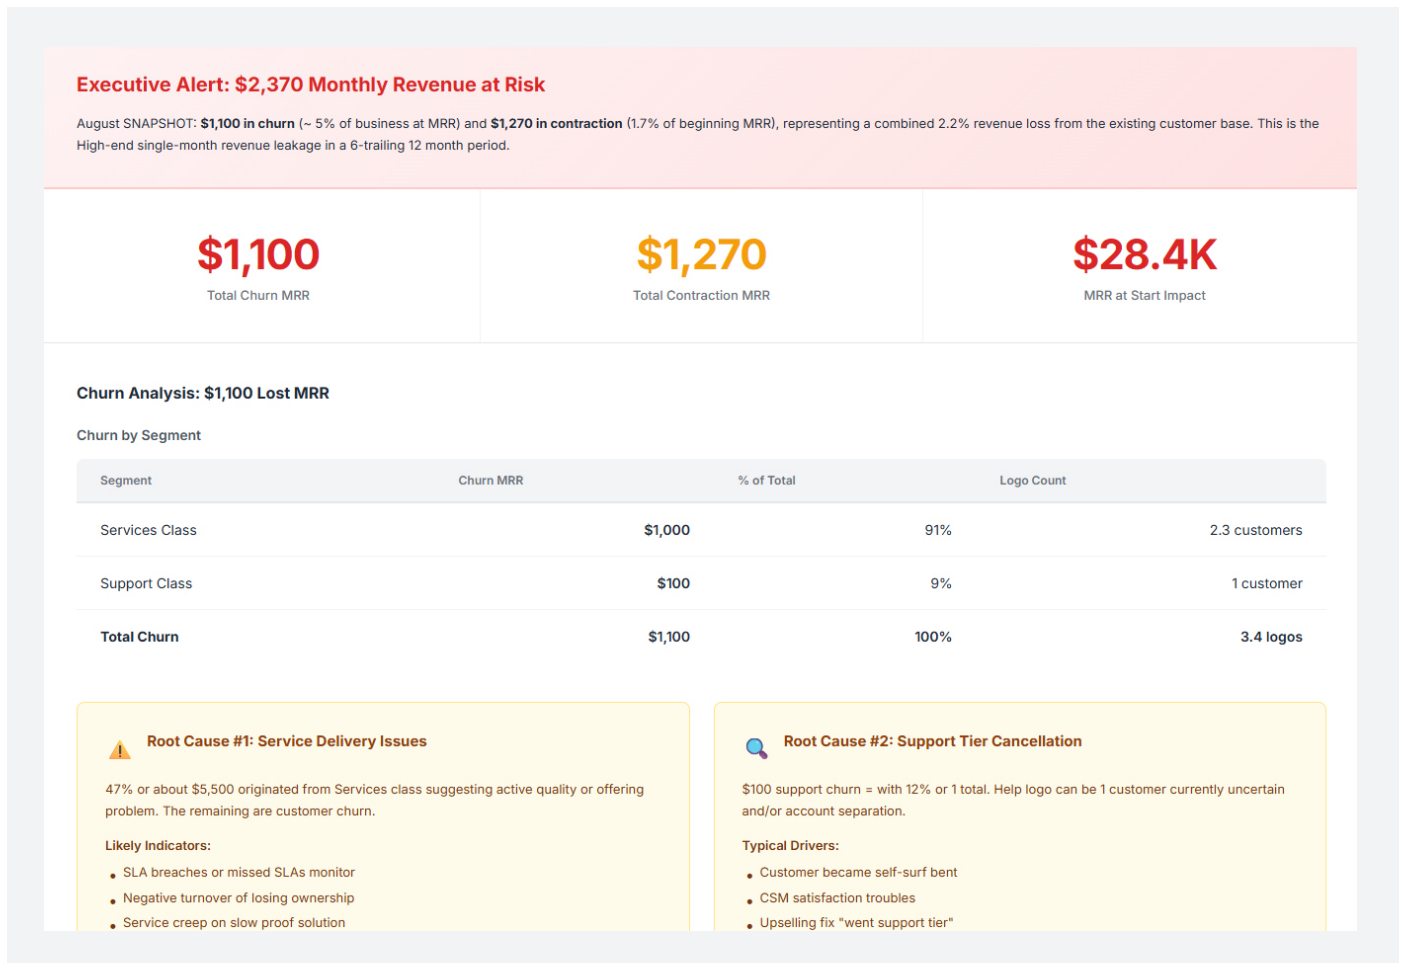 Executive Alert: $2,370 Monthly Revenue at Risk
August SNAPSHOT: $1,100 in churn (~ 5% of business at MRR) and $1,270 in contraction (1.7% of beginning MRR), representing a combined 2.2% revenue loss from the existing customer base. This is the
High-end single-month revenue leakage in a 6-trailing 12 month period.
$1,100
Total Churn MRR
$1,270
Total Contraction MRR
$28.4K
MRR at Start Impact
Churn Analysis: $1,100 Lost MRR
Churn by Segment
Segment Churn MRR % of Total Logo Count
Services Class $1,000 91% 2.3 customers
Support Class $100 9% 1 customer
Total Churn $1,100 100% 3.4 logos
Root Cause #1: Service Delivery Issues
47% or about $5,500 originated from Services class suggesting active quality or offering
problem. The remaining are customer churn.
Likely Indicators:
• SLA breaches or missed SLAs monitor
• Negative turnover of losing ownership
• Service creep on slow proof solution
Root Cause #2: Support Tier Cancellation
$100 support churn = with 12% or 1 total. Help logo can be 1 customer currently uncertain
and/or account separation.
Typical Drivers:
• Customer became self-surf bent
• CSM satisfaction troubles
• Upselling fix "went support tier"